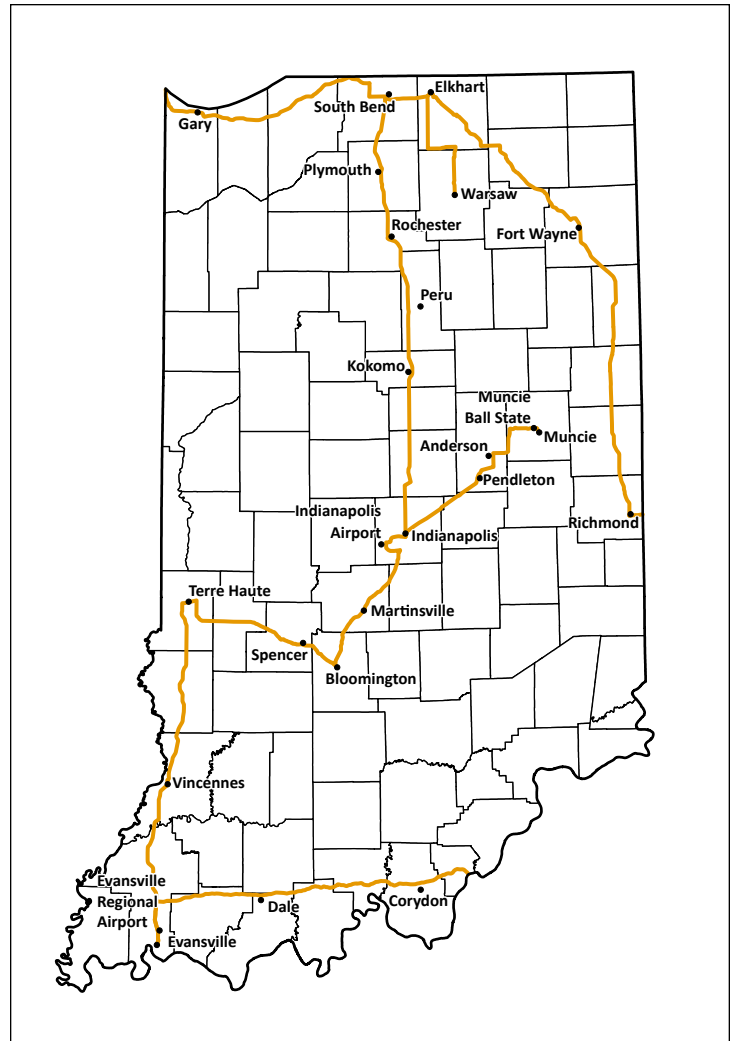 Elkhart
South Bend
Gary
Plymouth
Warsaw
Rochester
Fort Wayne
Peru
Kokomo
Muncie
Ball State
Muncie
Anderson
Pendleton
Indianapolis
Airport
Indianapolis
Richmond
Terre Haute
Martinsville
Spencer
Bloomington
Vincennes
Evansville
Regional
Airport
Dale
Corydon
Evansville